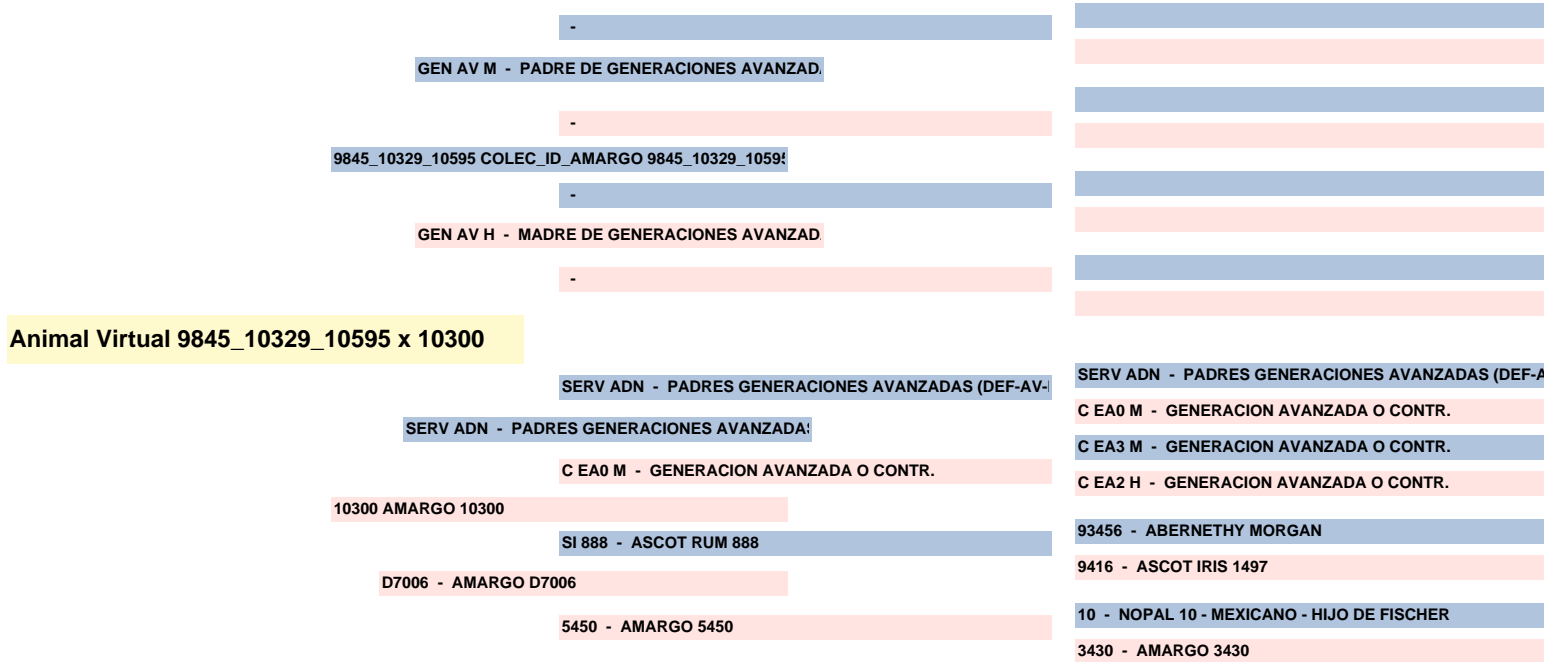 -
GEN AV M - PADRE DE GENERACIONES AVANZAD
-
9845_10329_10595 COLEC_ID_AMARGO 9845_10329_1059
-
GEN AV H - MADRE DE GENERACIONES AVANZAD
-
Animal Virtual 9845_10329_10595 x 10300
SERV ADN - PADRES GENERACIONES AVANZADAS (DEF-A
SERV ADN - PADRES GENERACIONES AVANZADAS (DEF-AV-
C EA0 M - GENERACION AVANZADA O CONTR.
SERV ADN - PADRES GENERACIONES AVANZADA
C EA3 M - GENERACION AVANZADA O CONTR.
C EA0 M - GENERACION AVANZADA O CONTR.
C EA2 H - GENERACION AVANZADA O CONTR.
10300 AMARGO 10300
93456 - ABERNETHY MORGAN
SI 888 - ASCOT RUM 888
9416 - ASCOT IRIS 1497
D7006 - AMARGO D7006
10 - NOPAL 10 - MEXICANO - HIJO DE FISCHER
5450 - AMARGO 5450
3430 - AMARGO 3430